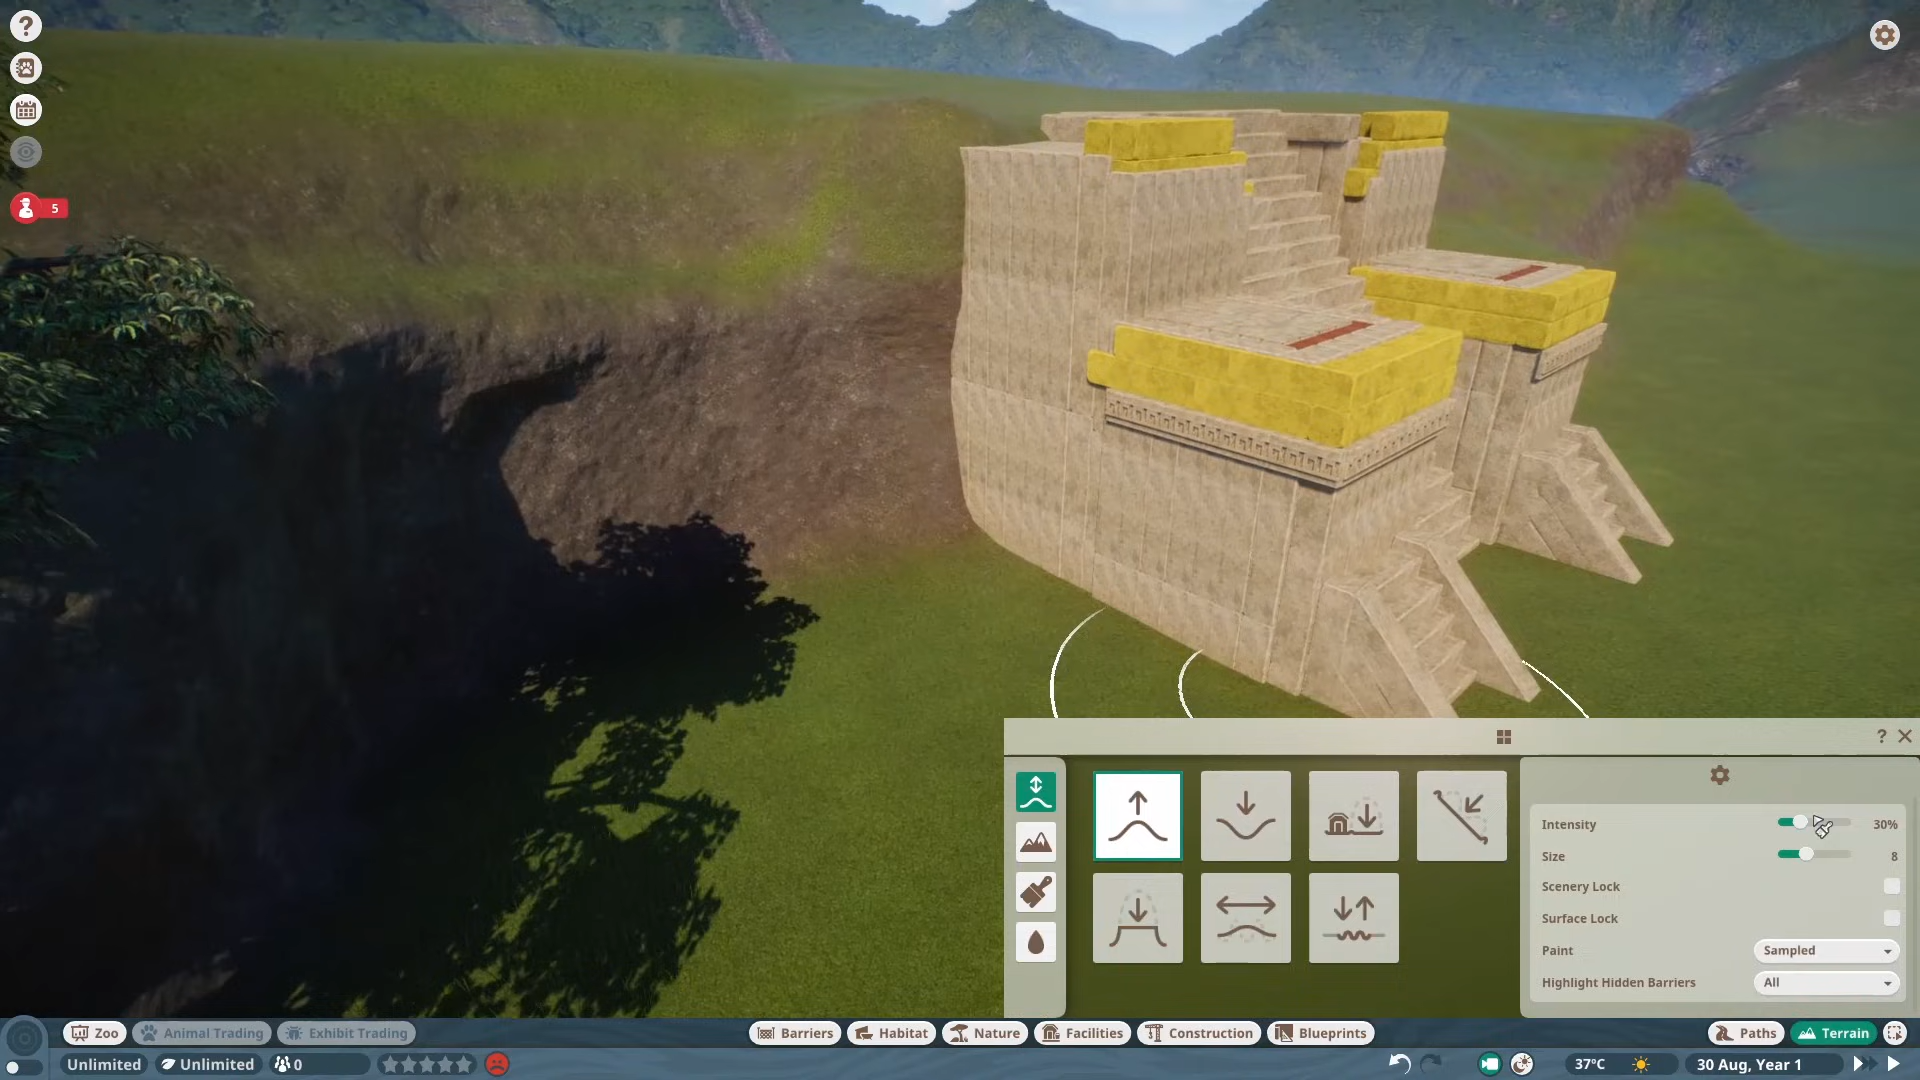 ?
5
?
Intensity 30%
Size 8
Scenery Lock
Surface Lock
Paint Sampled
Highlight Hidden Barriers All
Zoo Animal Trading Exhibit Trading Barriers Habitat Nature Facilities Construction Blueprints Paths Terrain
Unlimited Unlimited 0 37°C 30 Aug, Year 1